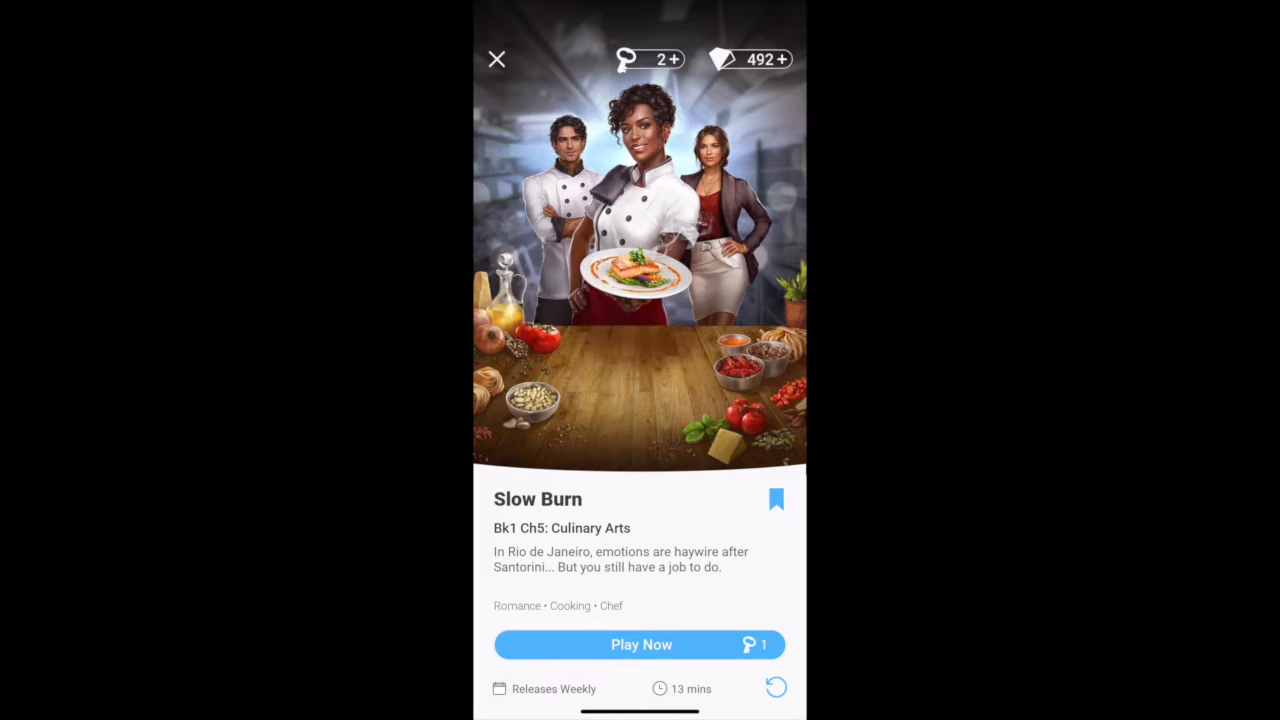 2+
492+
Slow Burn
Bk1 Ch5: Culinary Arts
In Rio de Janeiro, emotions are haywire after
Santorini... But you still have a job to do.
Romance • Cooking • Chef
Play Now 1
Releases Weekly
13 mins